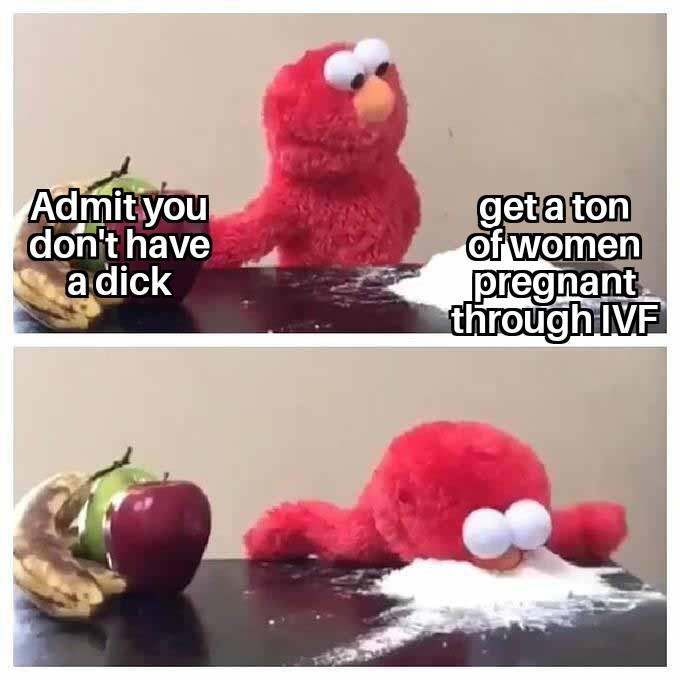 Admit you
don't have
a dick
get a ton
of women
pregnant
through IVF